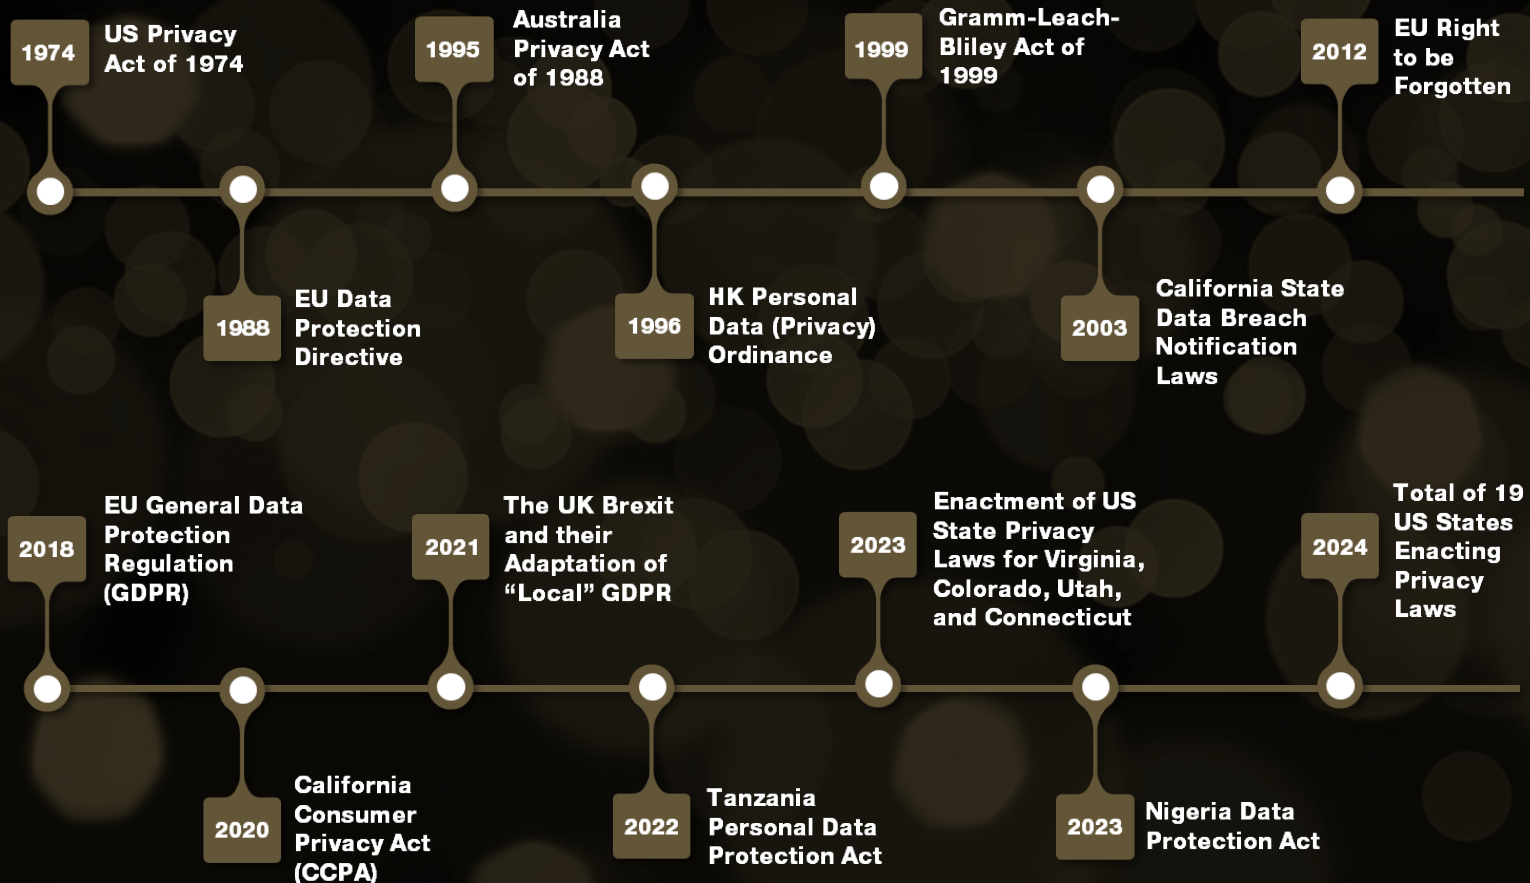 1974
US Privacy
Act of 1974
1988
EU Data
Protection
Directive
1995
Australia
Privacy Act
of 1988
1996
HK Personal
Data (Privacy)
Ordinance
1999
Gramm-Leach-
Bliley Act of
1999
2003
California State
Data Breach
Notification
Laws
2012
EU Right
to be
Forgotten
2018
EU General Data
Protection
Regulation
(GDPR)
2020
California
Consumer
Privacy Act
(CCPA)
2021
The UK Brexit
and their
Adaptation of
“Local” GDPR
2022
Tanzania
Personal Data
Protection Act
2023
Enactment of US
State Privacy
Laws for Virginia,
Colorado, Utah,
and Connecticut
2023
Nigeria Data
Protection Act
2024
Total of 19
US States
Enacting
Privacy
Laws